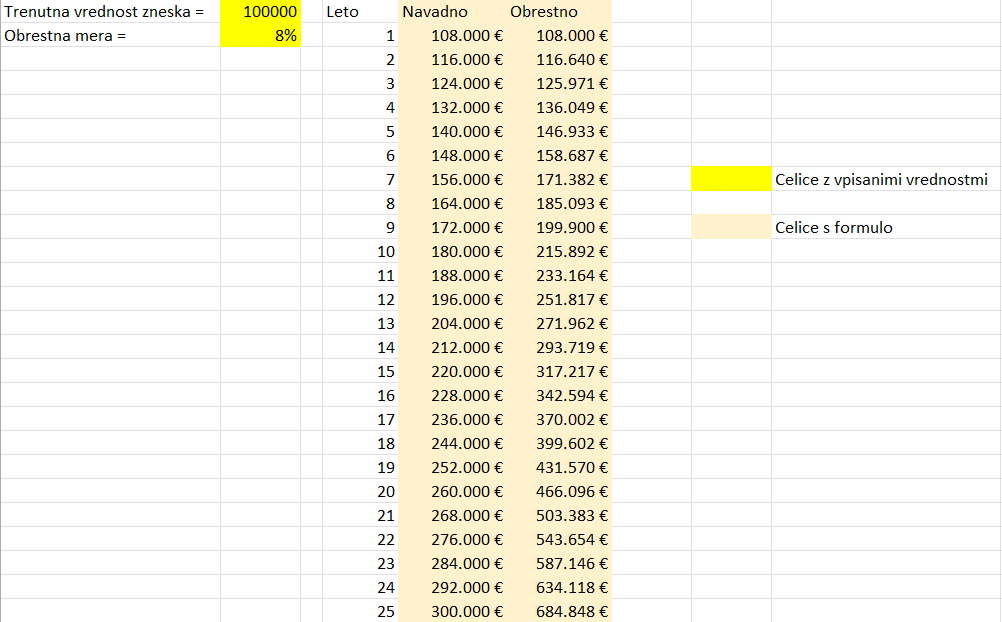 Trenutna vrednost zneska = 100000 Leto Navadno Obrestno
Obrestna mera = 8% 1 108.000 € 108.000 €
2 116.000 € 116.640 €
3 124.000 € 125.971 €
4 132.000 € 136.049 €
5 140.000 € 146.933 €
6 148.000 € 158.687 €
7 156.000 € 171.382 € Celice z vpisanimi vrednostmi
8 164.000 € 185.093 €
9 172.000 € 199.900 € Celice s formulo
10 180.000 € 215.892 €
11 188.000 € 233.164 €
12 196.000 € 251.817 €
13 204.000 € 271.962 €
14 212.000 € 293.719 €
15 220.000 € 317.217 €
16 228.000 € 342.594 €
17 236.000 € 370.002 €
18 244.000 € 399.602 €
19 252.000 € 431.570 €
20 260.000 € 466.096 €
21 268.000 € 503.383 €
22 276.000 € 543.654 €
23 284.000 € 587.146 €
24 292.000 € 634.118 €
25 300.000 € 684.848 €